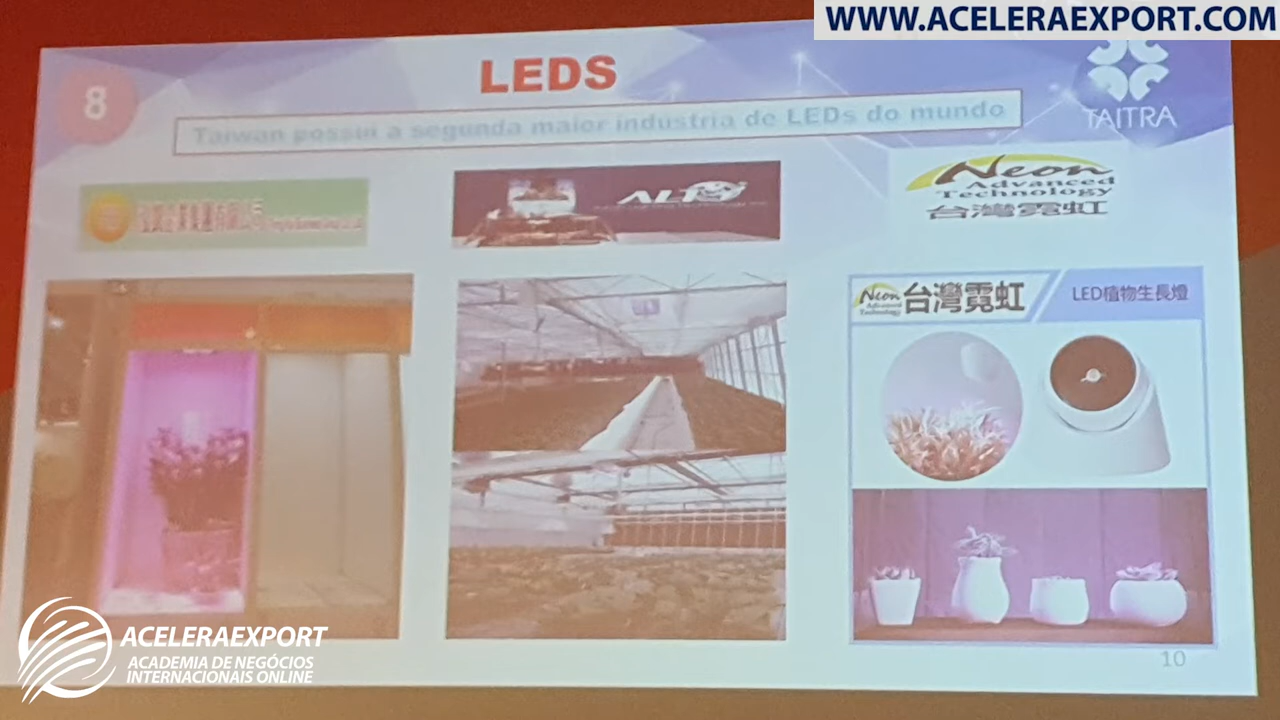 WWW.ACELERAEXPORT.COM
8
LEDS
TAITRA
Taiwan possui a segunda maior indústria de LEDs do mundo
Neon
Advanced
Technology
台灣霓虹
Neon
Advanced
Technology
台灣霓虹
LED植物生長燈
10
ACELERAEXPORT
ACADEMIA DE NEGÓCIOS
INTERNACIONAIS ONLINE